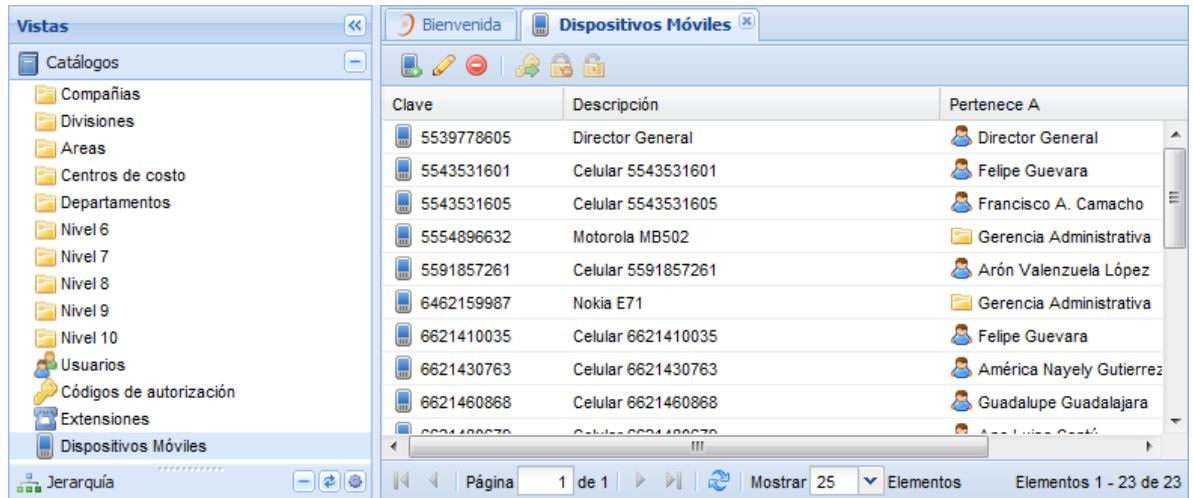 Vistas
Catálogos
Compañias
Divisiones
Areas
Centros de costo
Departamentos
Nivel 6
Nivel 7
Nivel 8
Nivel 9
Nivel 10
Usuarios
Códigos de autorización
Extensiones
Dispositivos Móviles
Jerarquía
Bienvenida Dispositivos Móviles
Clave Descripción Pertenece A
5539778605 Director General Director General
5543531601 Celular 5543531601 Felipe Guevara
5543531605 Celular 5543531605 Francisco A. Camacho
5554896632 Motorola MB502 Gerencia Administrativa
5591857261 Celular 5591857261 Arón Valenzuela López
6462159987 Nokia E71 Gerencia Administrativa
6621410035 Celular 6621410035 Felipe Guevara
6621430763 Celular 6621430763 América Nayely Gutierrez
6621460868 Celular 6621460868 Guadalupe Guadalajara
Página 1 de 1 Mostrar 25 Elementos Elementos 1 - 23 de 23